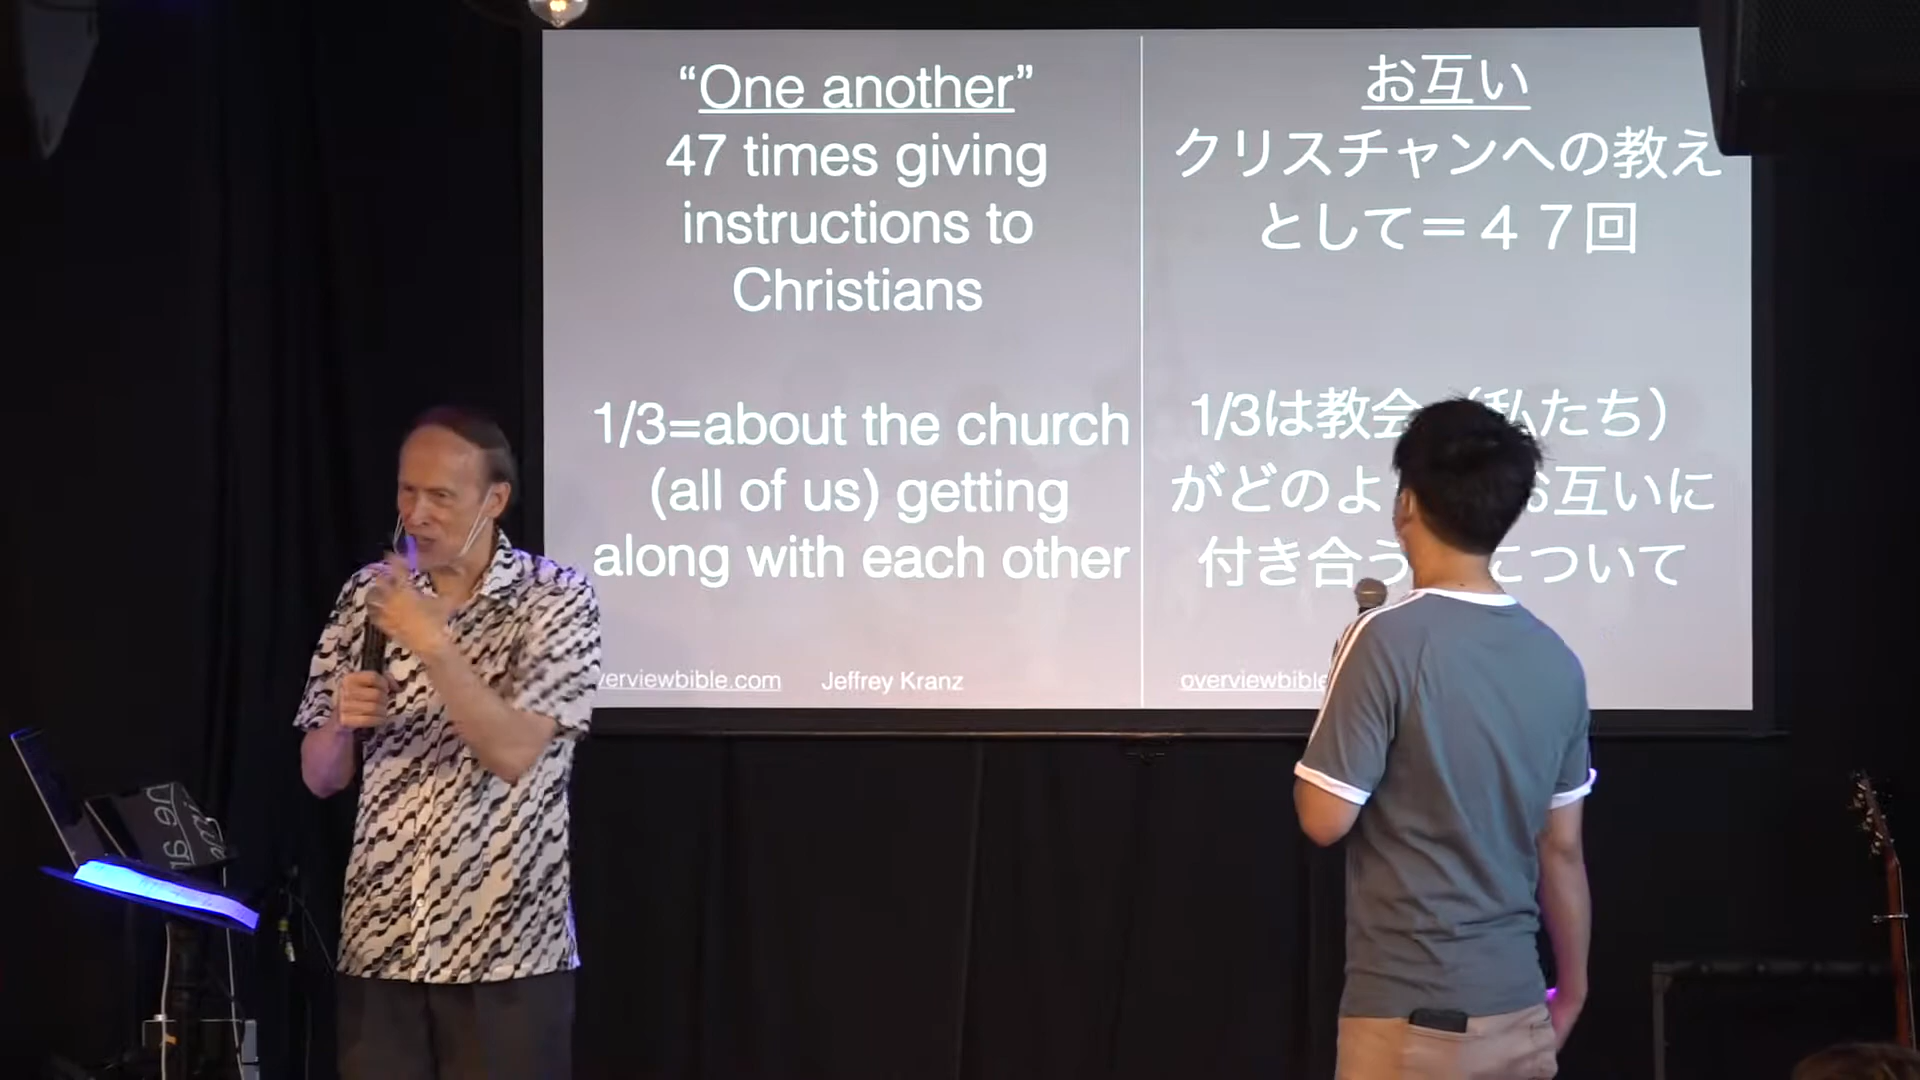 “One another”
47 times giving
instructions to
Christians
1/3=about the church
(all of us) getting
along with each other
verviewbible.com Jeffrey Kranz
お互い
クリスチャンへの教え
として＝４７回
1/3は教会（私たち）
がどのよ お互いに
付き合う について
overviewbible